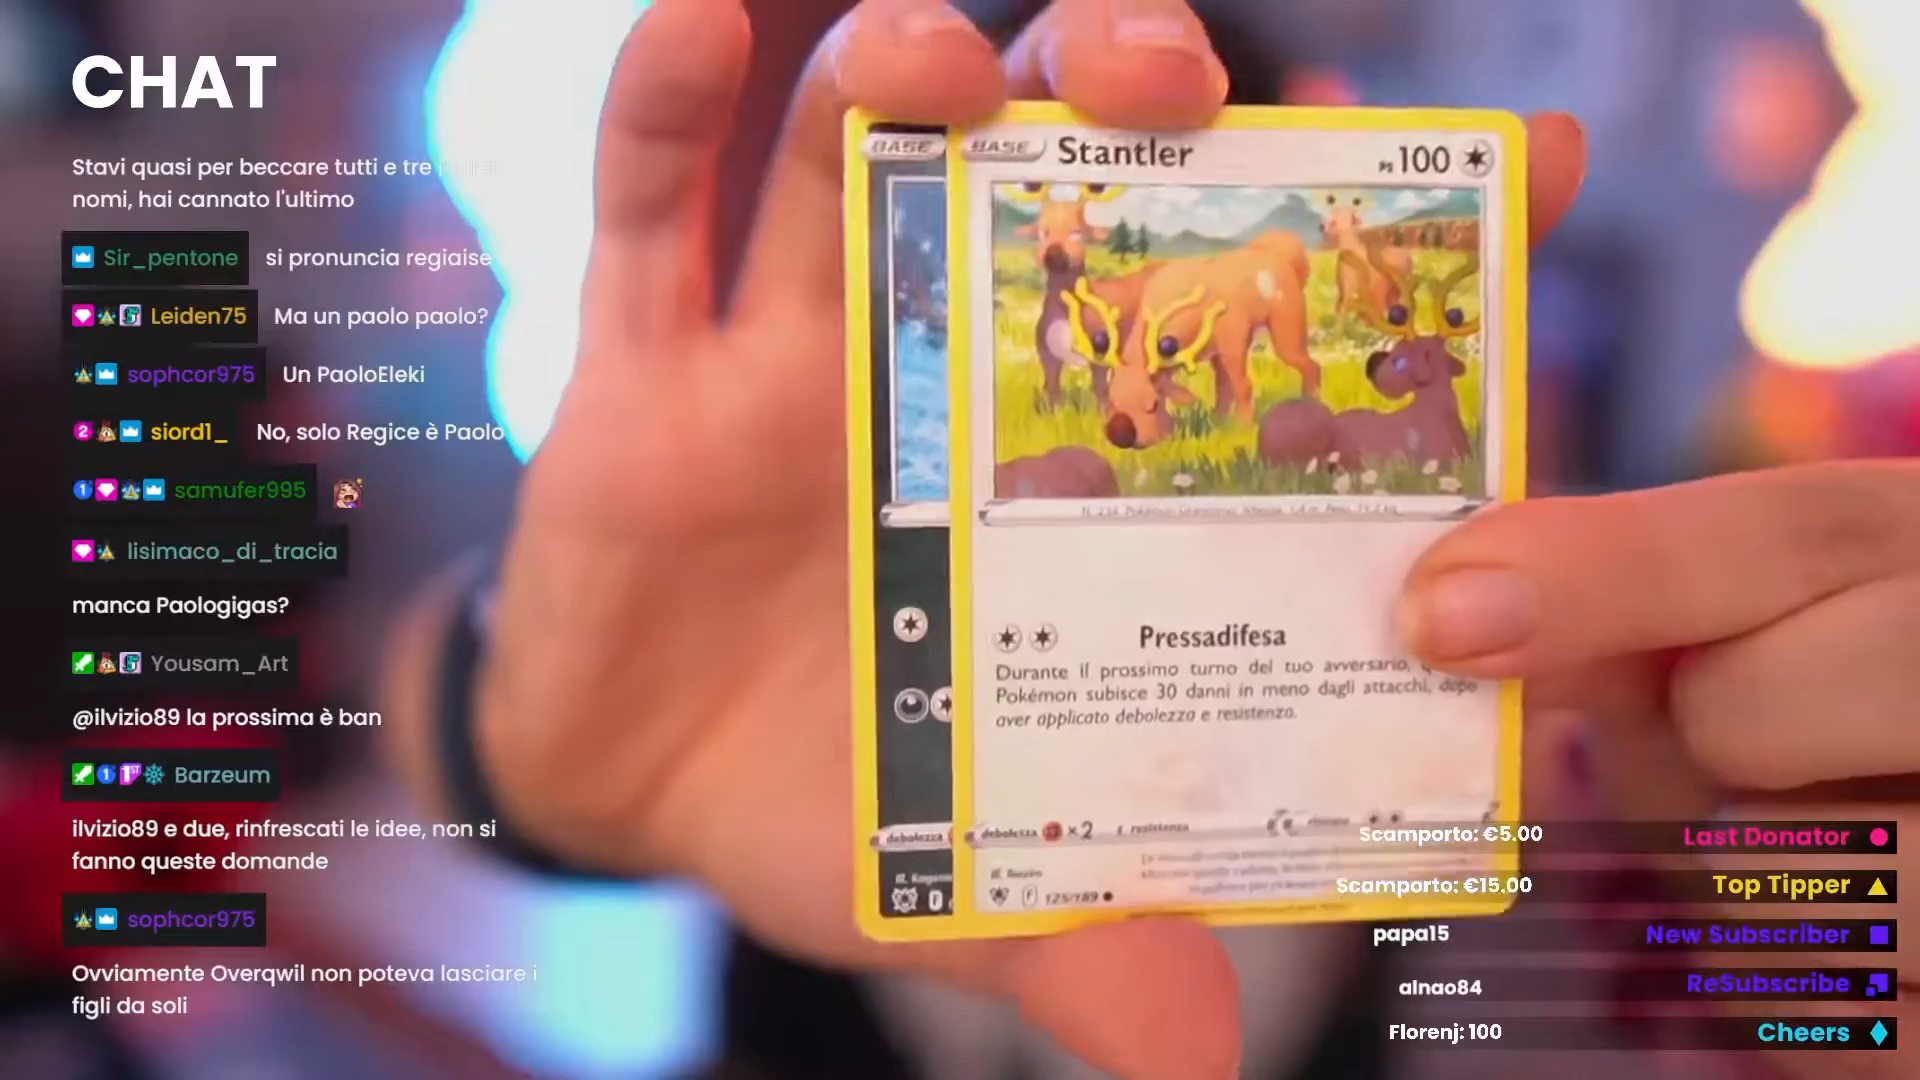 CHAT
Stavi quasi per beccare tutti e tre
nomi, hai cannato l'ultimo
Sir_pentone si pronuncia regiaise
Leiden75 Ma un paolo paolo?
sophcor975 Un PaoloEleki
2 siord1_ No, solo Regice è Paolo
1 samufer995
lisimaco_di_tracia
manca Paologigas?
Yousam_Art
@ilvizio89 la prossima è ban
1 1ST Barzeum
ilvizio89 e due, rinfrescati le idee, non si
fanno queste domande
sophcor975
Ovviamente Overqwil non poteva lasciare i
figli da soli
BASE
BASE Stantler PS 100
Pressadifesa
Durante il prossimo turno del tuo avversario,
Pokémon subisce 30 danni in meno dagli attacchi, dopo
aver applicato debolezza e resistenza.
debolezza
debolezza ×2 resistenza
F 125/189
Scamporto: €5.00 Last Donator
Scamporto: €15.00 Top Tipper
papa15 New Subscriber
alnao84 ReSubscribe
Florenj: 100 Cheers